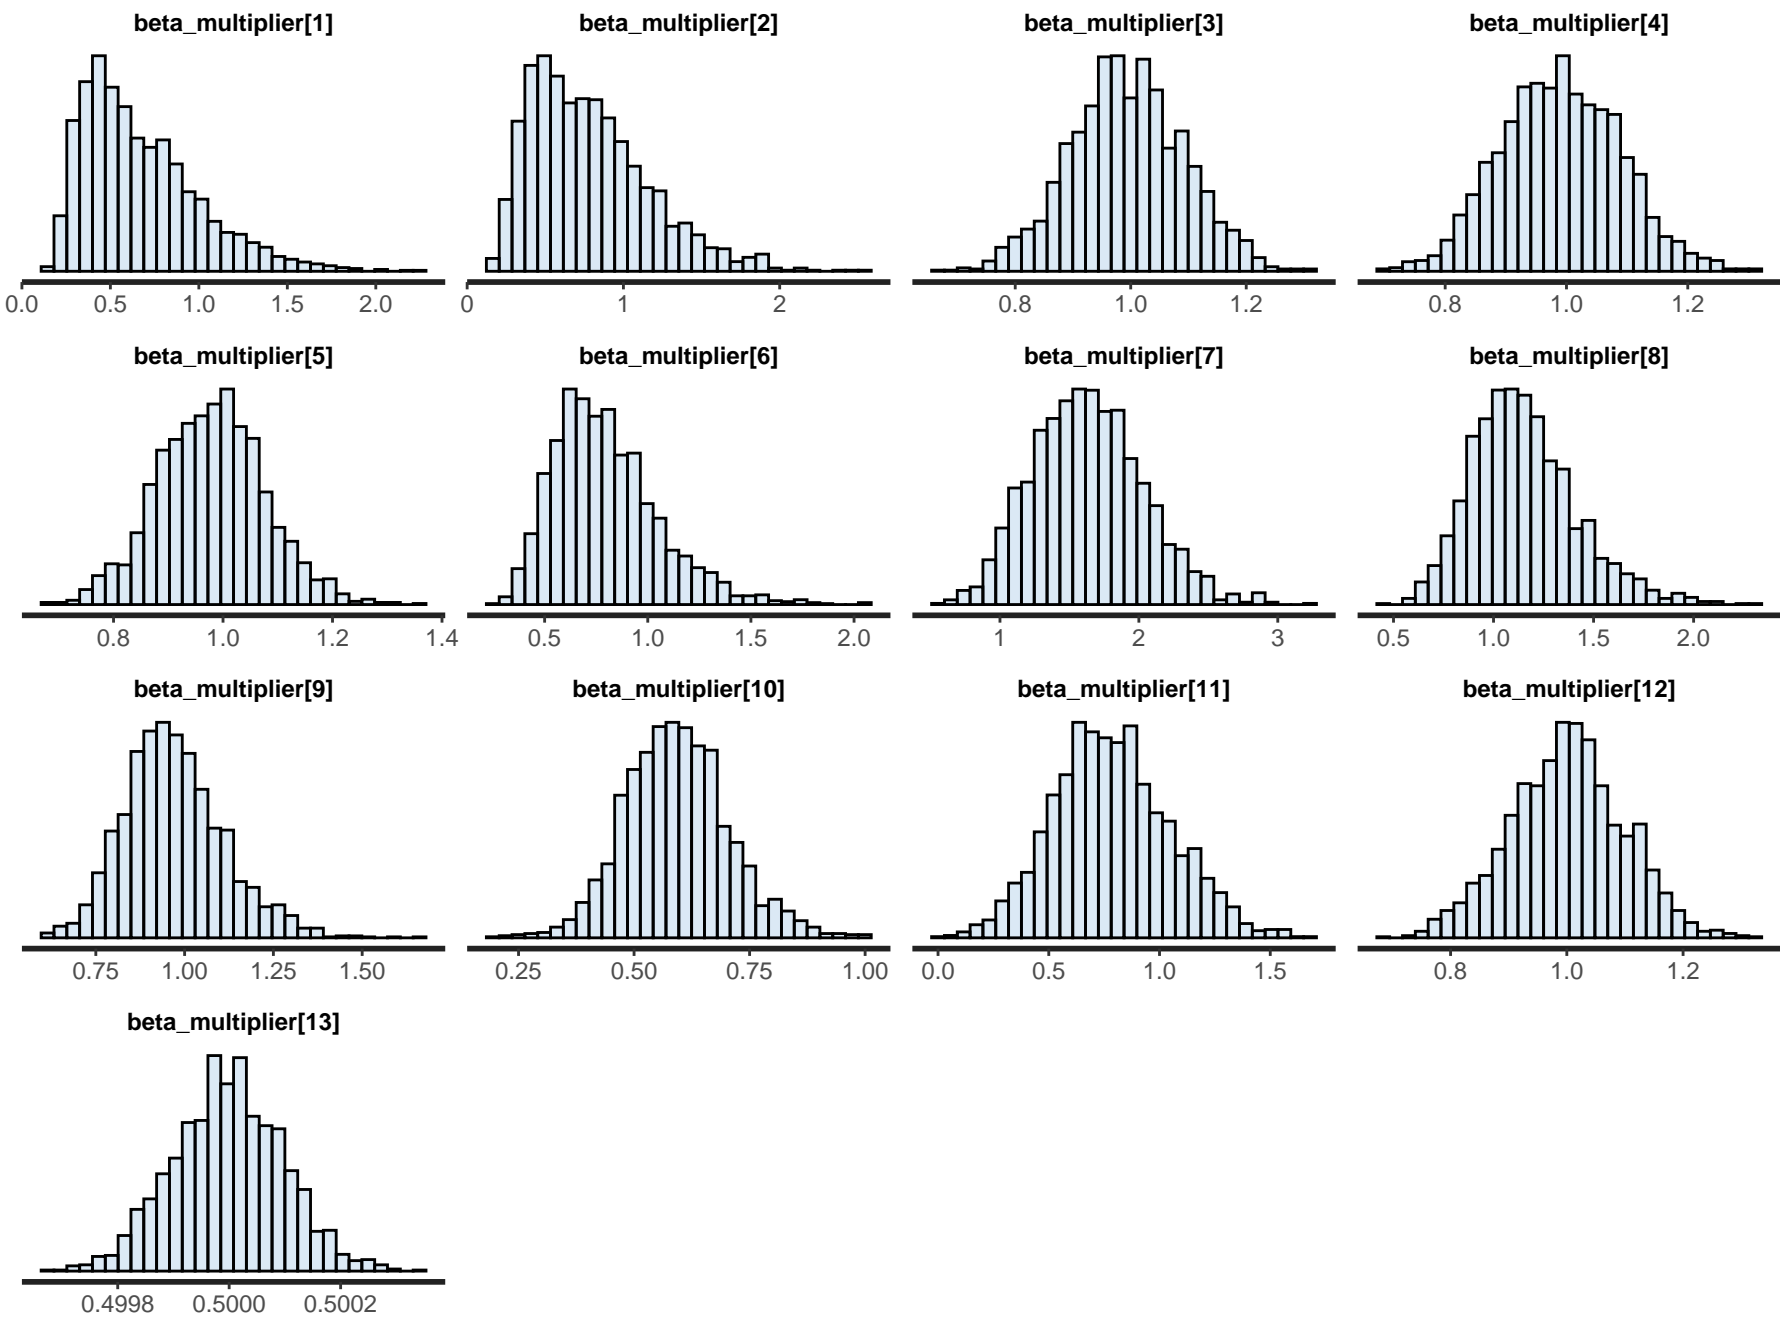 beta_multiplier[1] beta_multiplier[2] beta_multiplier[3] beta_multiplier[4]
0.0 0.5 1.0 1.5 2.0 0 1 2 0.8 1.0 1.2 0.8 1.0 1.2
beta_multiplier[5] beta_multiplier[6] beta_multiplier[7] beta_multiplier[8]
0.8 1.0 1.2 1.4 0.5 1.0 1.5 2.0 1 2 3 0.5 1.0 1.5 2.0
beta_multiplier[9] beta_multiplier[10] beta_multiplier[11] beta_multiplier[12]
0.75 1.00 1.25 1.50 0.25 0.50 0.75 1.00 0.0 0.5 1.0 1.5 0.8 1.0 1.2
beta_multiplier[13]
0.4998 0.5000 0.5002